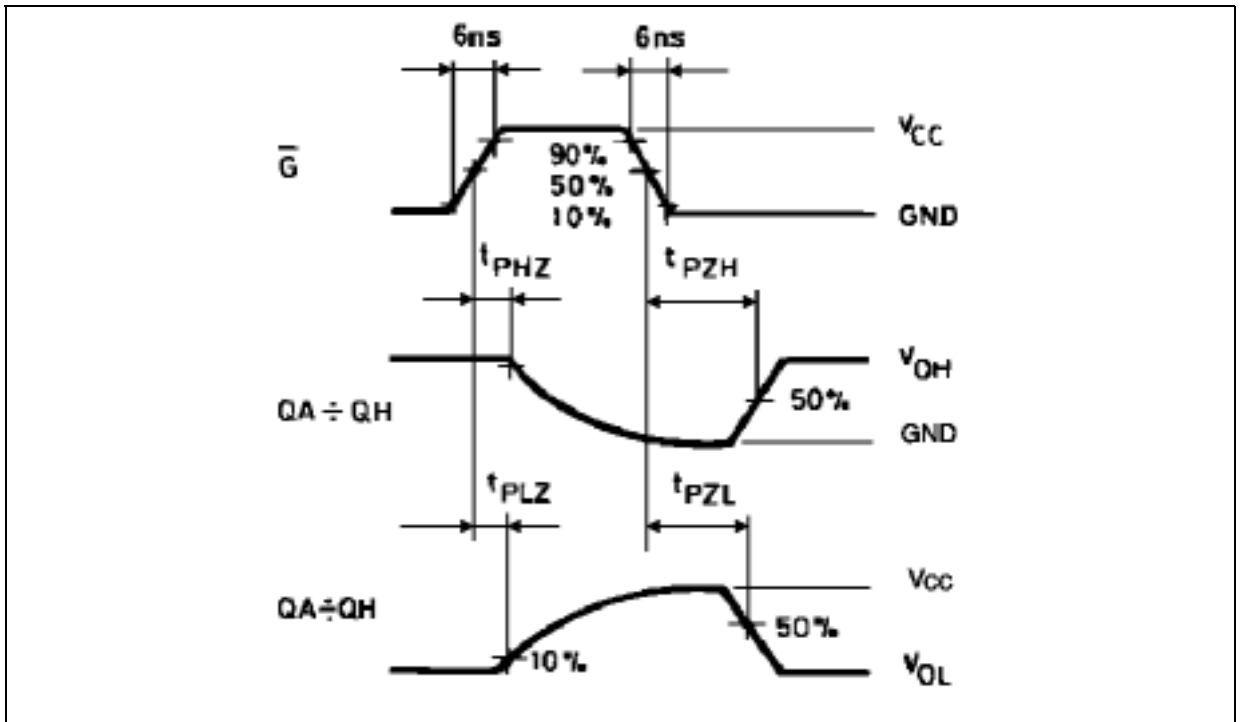 6ns 6ns
G̅
VCC
90%
50%
10%
GND
tPHZ tPZH
VOH
50%
QA ÷ QH
GND
tPLZ tPZL
VCC
QA÷QH
50%
10%
VOL